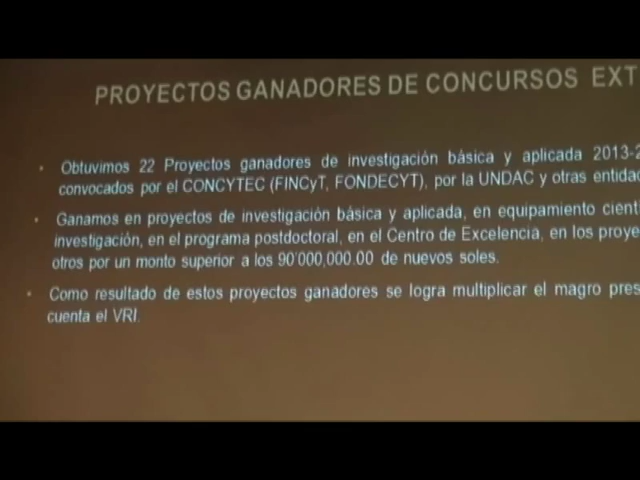 PROYECTOS GANADORES DE CONCURSOS EXT
• Obtuvimos 22 Proyectos ganadores de investigación básica y aplicada 2013-2
convocados por el CONCYTEC (FINCyT, FONDECYT), por la UNDAC y otras entidad
• Ganamos en proyectos de investigación básica y aplicada, en equipamiento cient
investigación, en el programa postdoctoral, en el Centro de Excelencia, en los proye
otros por un monto superior a los 90'000,000.00 de nuevos soles.
• Como resultado de estos proyectos ganadores se logra multiplicar el magro pres
cuenta el VRI.